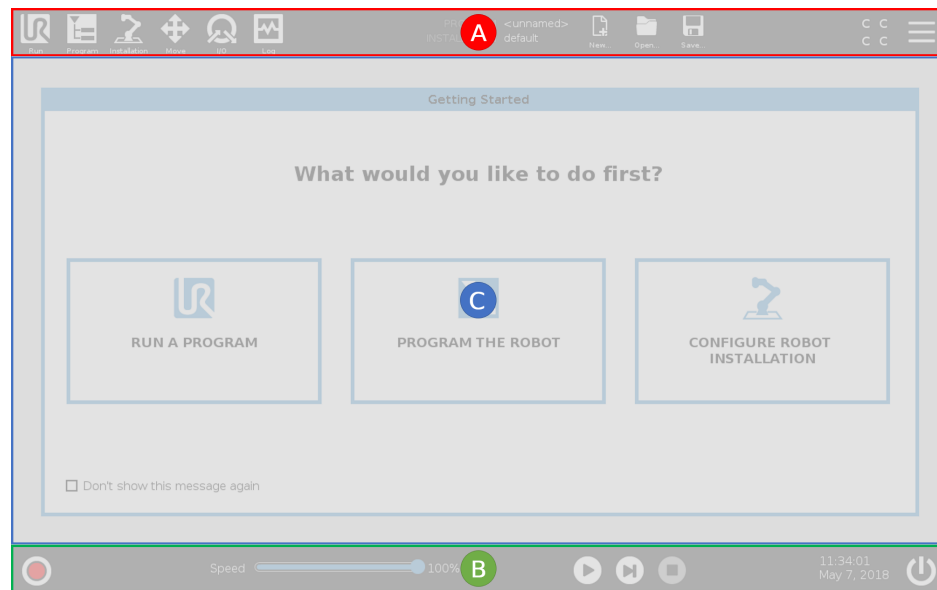 Run Program Installation Move I/O Log
<unnamed>
default
A
New... Open... Save...
C C
C C
Getting Started
What would you like to do first?
C
RUN A PROGRAM
PROGRAM THE ROBOT
CONFIGURE ROBOT
INSTALLATION
Don't show this message again
Speed 100%
B
11:34:01
May 7, 2018